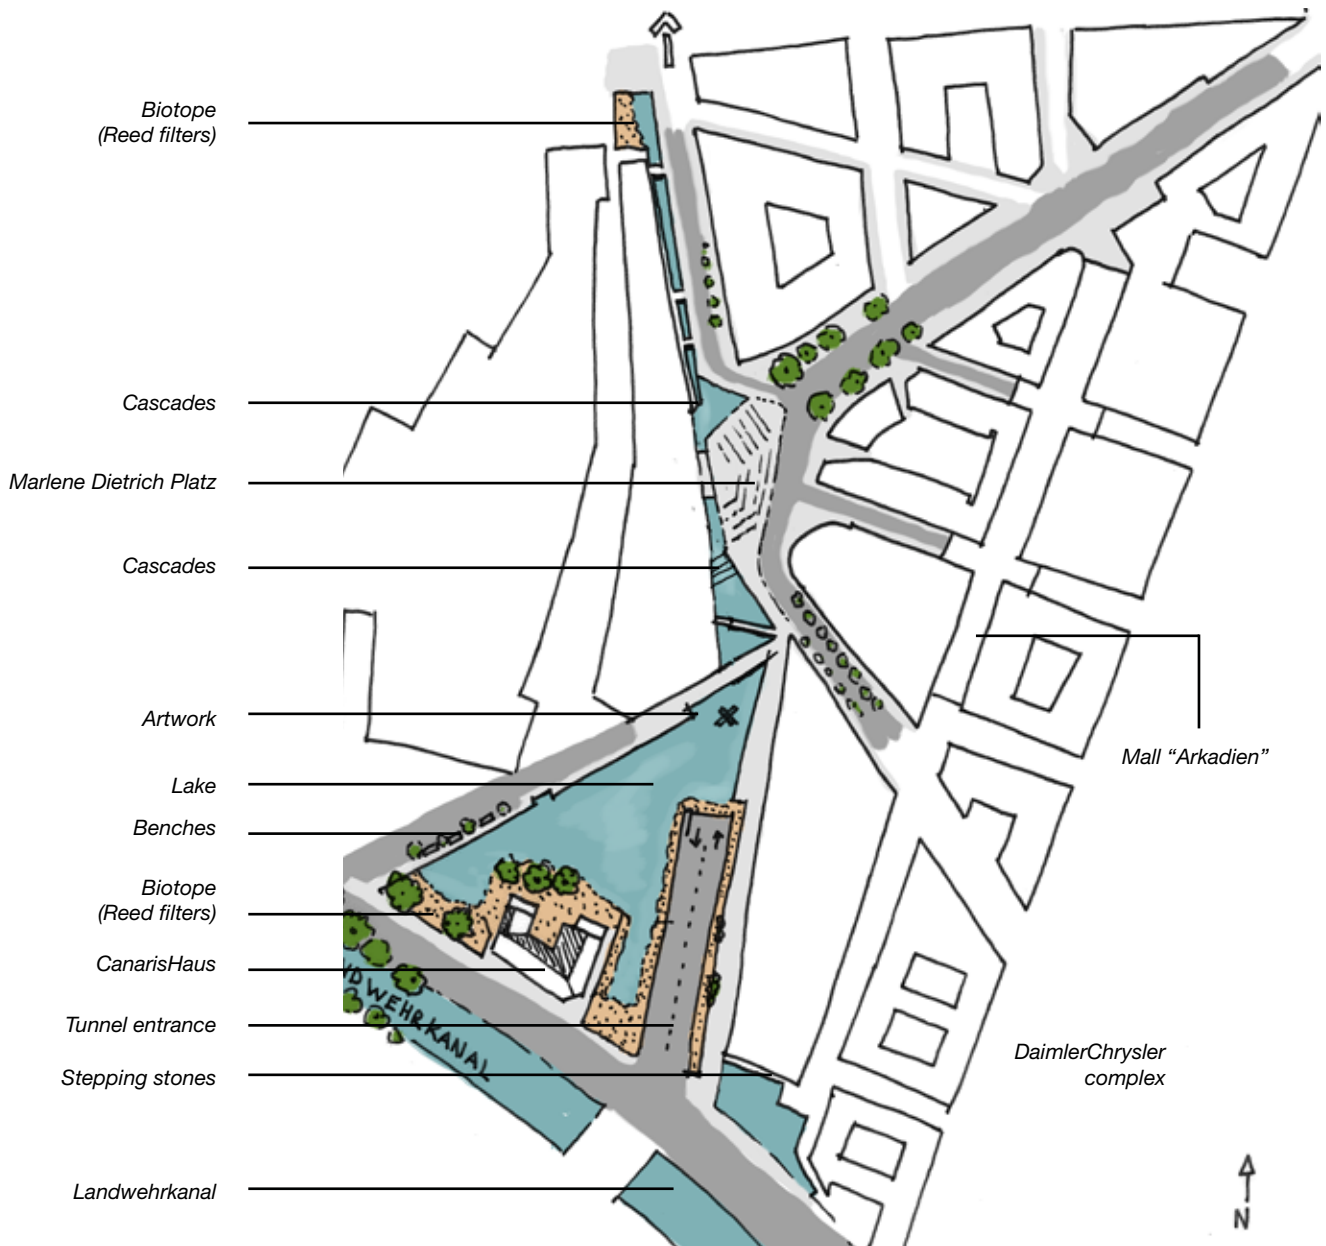 Biotope
(Reed filters)
Cascades
Marlene Dietrich Platz
Cascades
Artwork
Mall “Arkadien”
Lake
Benches
Biotope
(Reed filters)
CanarisHaus
NDWEHRKANAL
Tunnel entrance
DaimlerChrysler
complex
Stepping stones
Landwehrkanal
N